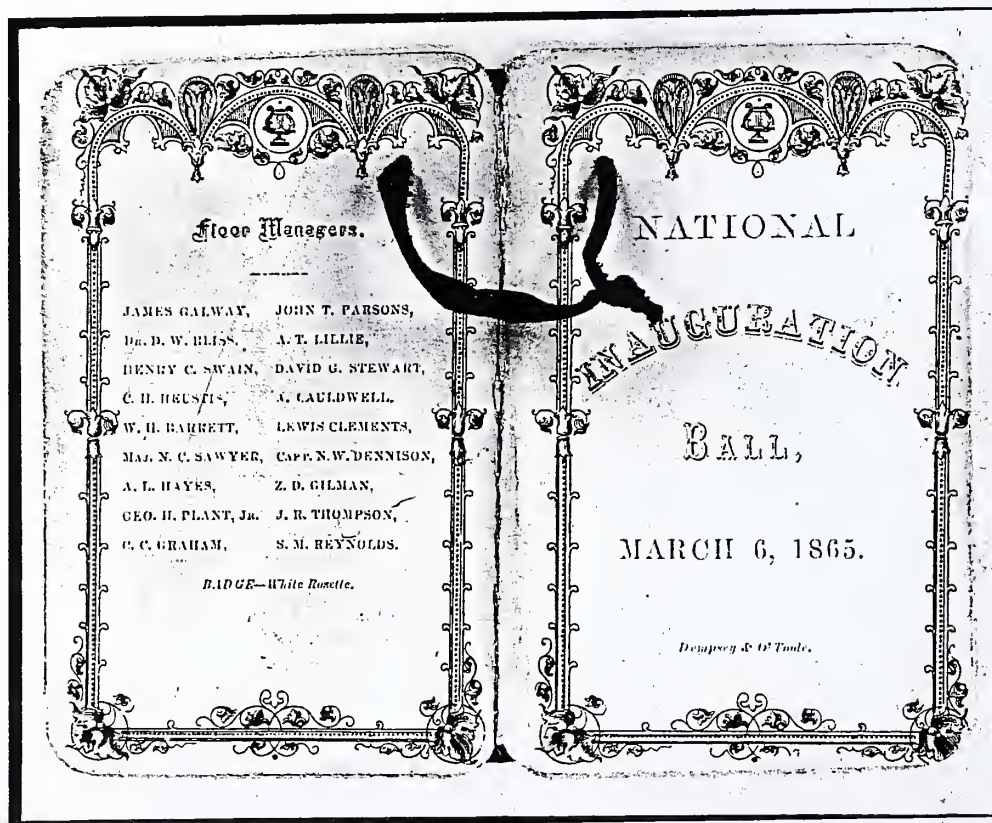 Floor Managers.
JAMES GALWAY, JOHN T. PARSONS,
DR. D. W. BLISS, A. T. LILLIE,
HENRY C. SWAIN, DAVID G. STEWART,
C. H. HEUSTIS, A. CAULDWELL,
W. H. BARRETT, LEWIS CLEMENTS,
MAJ. N. C. SAWYER, CAPT. N. W. DENNISON,
A. L. HAYES, Z. D. GILMAN,
GEO. H. PLANT, JR. J. R. THOMPSON,
C. C. GRAHAM, S. M. REYNOLDS.
BADGE—White Rosette.
NATIONAL
INAUGURATION
BALL,
MARCH 6, 1865.
Dempsey & O'Toole.